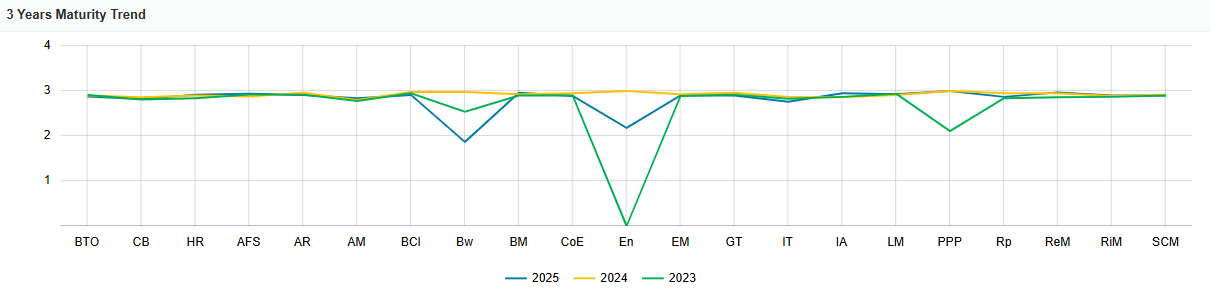 3 Years Maturity Trend
4
3
2
1
BTO CB HR AFS AR AM BCI Bw BM CoE En EM GT IT IA LM PPP Rp ReM RiM SCM
2025 2024 2023